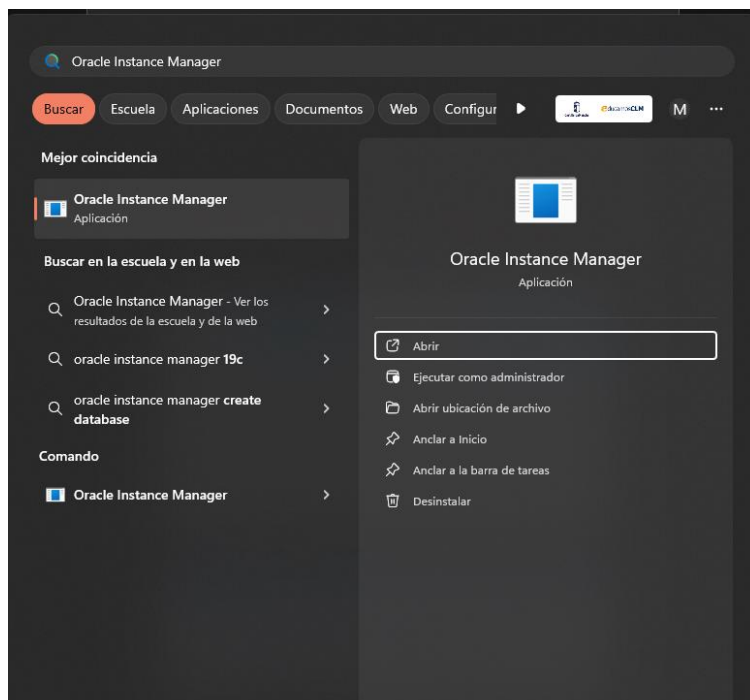 Oracle Instance Manager
Buscar
Escuela
Aplicaciones
Documentos
Web
Configur
EducamosCLM
M
Mejor coincidencia
Oracle Instance Manager
Aplicación
Buscar en la escuela y en la web
Oracle Instance Manager - Ver los
resultados de la escuela y de la web
oracle instance manager 19c
oracle instance manager create
database
Comando
Oracle Instance Manager
Oracle Instance Manager
Aplicación
Abrir
Ejecutar como administrador
Abrir ubicación de archivo
Anclar a Inicio
Anclar a la barra de tareas
Desinstalar